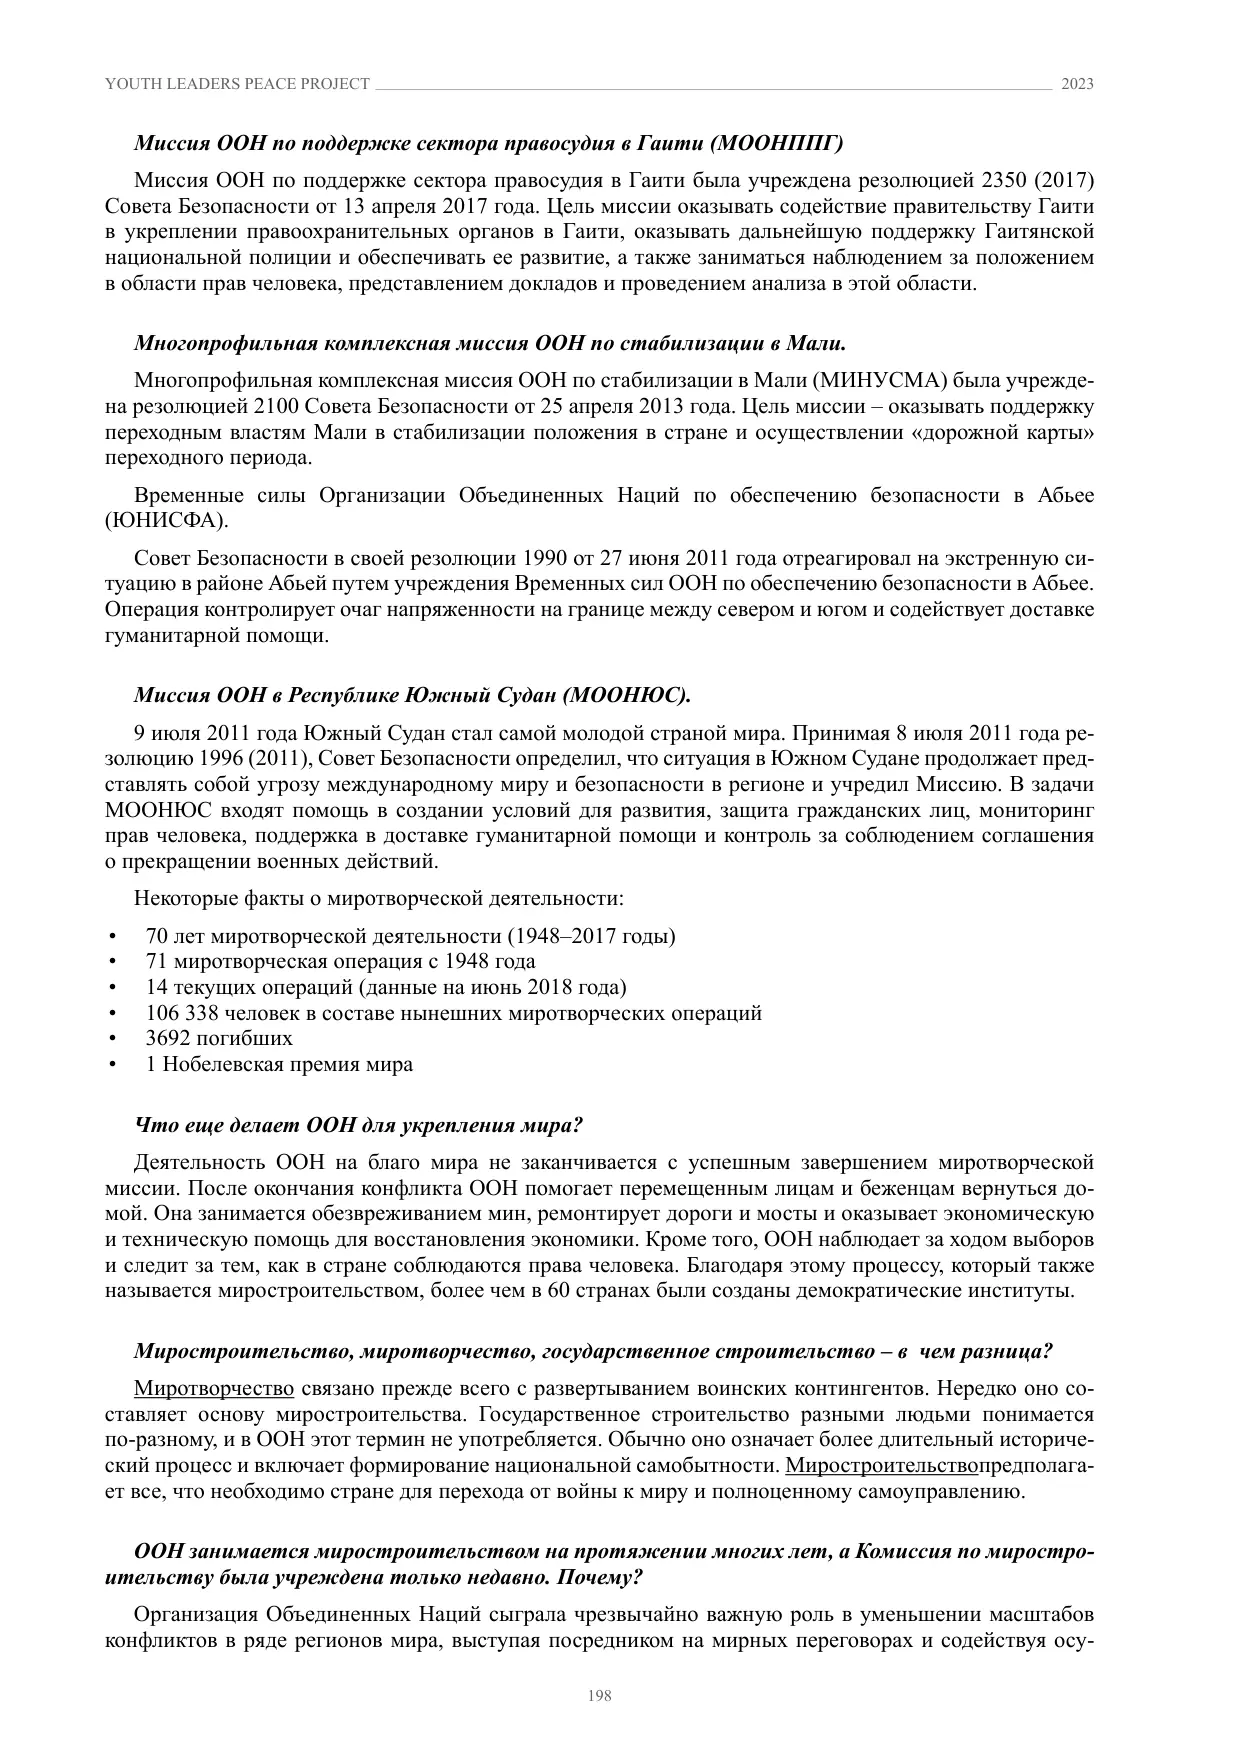 YOUTH LEADERS PEACE PROJECT 2023
Миссия ООН по поддержке сектора правосудия в Гаити (МООНППГ)
Миссия ООН по поддержке сектора правосудия в Гаити была учреждена резолюцией 2350 (2017)
Совета Безопасности от 13 апреля 2017 года. Цель миссии оказывать содействие правительству Гаити
в укреплении правоохранительных органов в Гаити, оказывать дальнейшую поддержку Гаитянской
национальной полиции и обеспечивать ее развитие, а также заниматься наблюдением за положением
в области прав человека, представлением докладов и проведением анализа в этой области.
Многопрофильная комплексная миссия ООН по стабилизации в Мали.
Многопрофильная комплексная миссия ООН по стабилизации в Мали (МИНУСМА) была учрежде-
на резолюцией 2100 Совета Безопасности от 25 апреля 2013 года. Цель миссии – оказывать поддержку
переходным властям Мали в стабилизации положения в стране и осуществлении «дорожной карты»
переходного периода.
Временные силы Организации Объединенных Наций по обеспечению безопасности в Абьее
(ЮНИСФА).
Совет Безопасности в своей резолюции 1990 от 27 июня 2011 года отреагировал на экстренную си-
туацию в районе Абьей путем учреждения Временных сил ООН по обеспечению безопасности в Абьее.
Операция контролирует очаг напряженности на границе между севером и югом и содействует доставке
гуманитарной помощи.
Миссия ООН в Республике Южный Судан (МООНЮС).
9 июля 2011 года Южный Судан стал самой молодой страной мира. Принимая 8 июля 2011 года ре-
золюцию 1996 (2011), Совет Безопасности определил, что ситуация в Южном Судане продолжает пред-
ставлять собой угрозу международному миру и безопасности в регионе и учредил Миссию. В задачи
МООНЮС входят помощь в создании условий для развития, защита гражданских лиц, мониторинг
прав человека, поддержка в доставке гуманитарной помощи и контроль за соблюдением соглашения
о прекращении военных действий.
Некоторые факты о миротворческой деятельности:
• 70 лет миротворческой деятельности (1948–2017 годы)
• 71 миротворческая операция с 1948 года
• 14 текущих операций (данные на июнь 2018 года)
• 106 338 человек в составе нынешних миротворческих операций
• 3692 погибших
• 1 Нобелевская премия мира
Что еще делает ООН для укрепления мира?
Деятельность ООН на благо мира не заканчивается с успешным завершением миротворческой
миссии. После окончания конфликта ООН помогает перемещенным лицам и беженцам вернуться до-
мой. Она занимается обезвреживанием мин, ремонтирует дороги и мосты и оказывает экономическую
и техническую помощь для восстановления экономики. Кроме того, ООН наблюдает за ходом выборов
и следит за тем, как в стране соблюдаются права человека. Благодаря этому процессу, который также
называется миростроительством, более чем в 60 странах были созданы демократические институты.
Миростроительство, миротворчество, государственное строительство – в чем разница?
Миротворчество связано прежде всего с развертыванием воинских контингентов. Нередко оно со-
ставляет основу миростроительства. Государственное строительство разными людьми понимается
по-разному, и в ООН этот термин не употребляется. Обычно оно означает более длительный историче-
ский процесс и включает формирование национальной самобытности. Миростроительствопредполага-
ет все, что необходимо стране для перехода от войны к миру и полноценному самоуправлению.
ООН занимается миростроительством на протяжении многих лет, а Комиссия по миростро-
ительству была учреждена только недавно. Почему?
Организация Объединенных Наций сыграла чрезвычайно важную роль в уменьшении масштабов
конфликтов в ряде регионов мира, выступая посредником на мирных переговорах и содействуя осу-
198